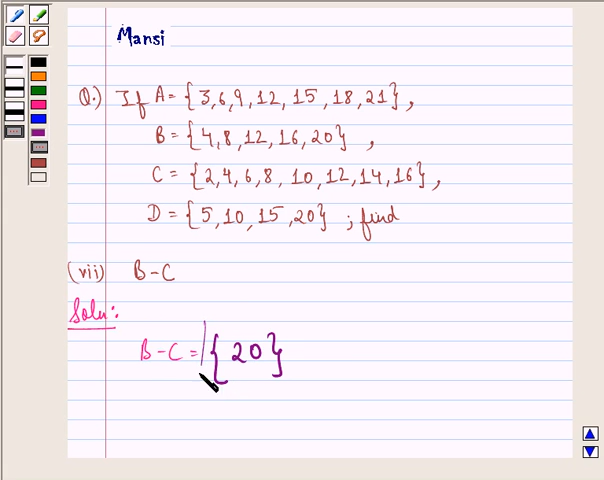 Mansi
Q.) If A = {3,6,9,12,15,18,21},
B = {4,8,12,16,20},
C = {2,4,6,8,10,12,14,16},
D = {5,10,15,20} ; find
(vii) B-C
Soln:
B-C = {20}